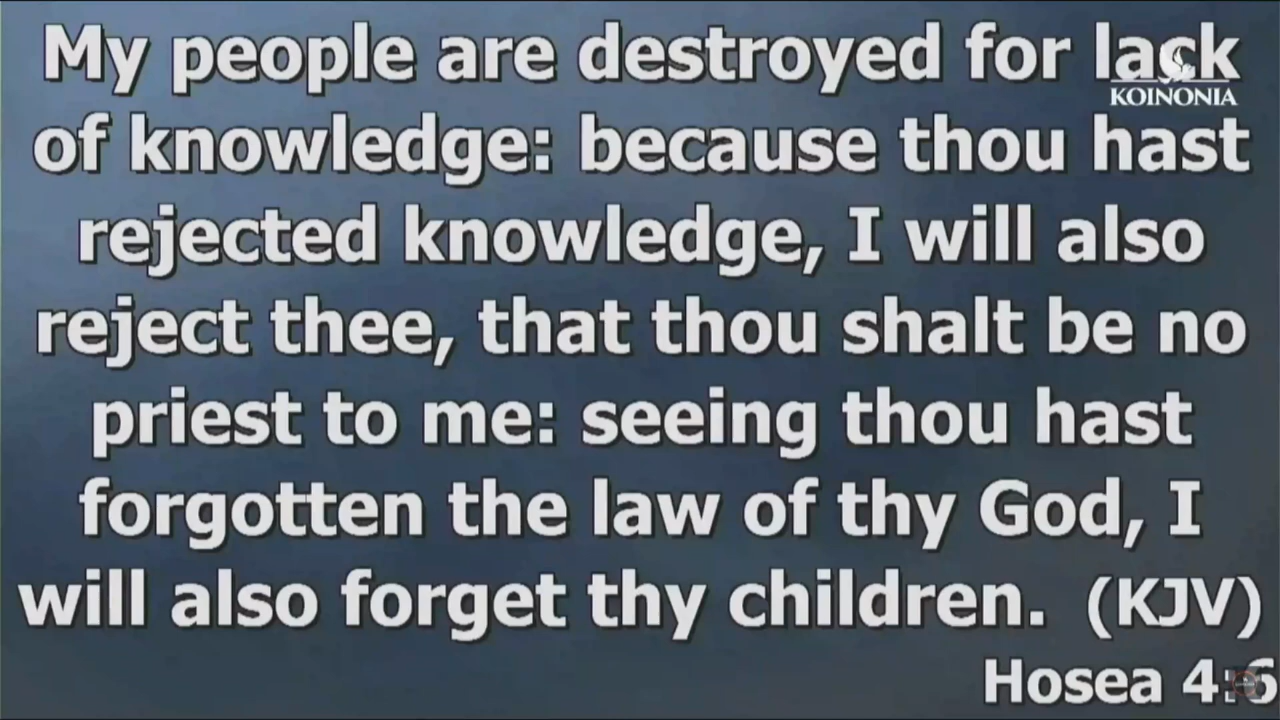 My people are destroyed for lack
KOINONIA
of knowledge: because thou hast
rejected knowledge, I will also
reject thee, that thou shalt be no
priest to me: seeing thou hast
forgotten the law of thy God, I
will also forget thy children. (KJV)
Hosea 4:6